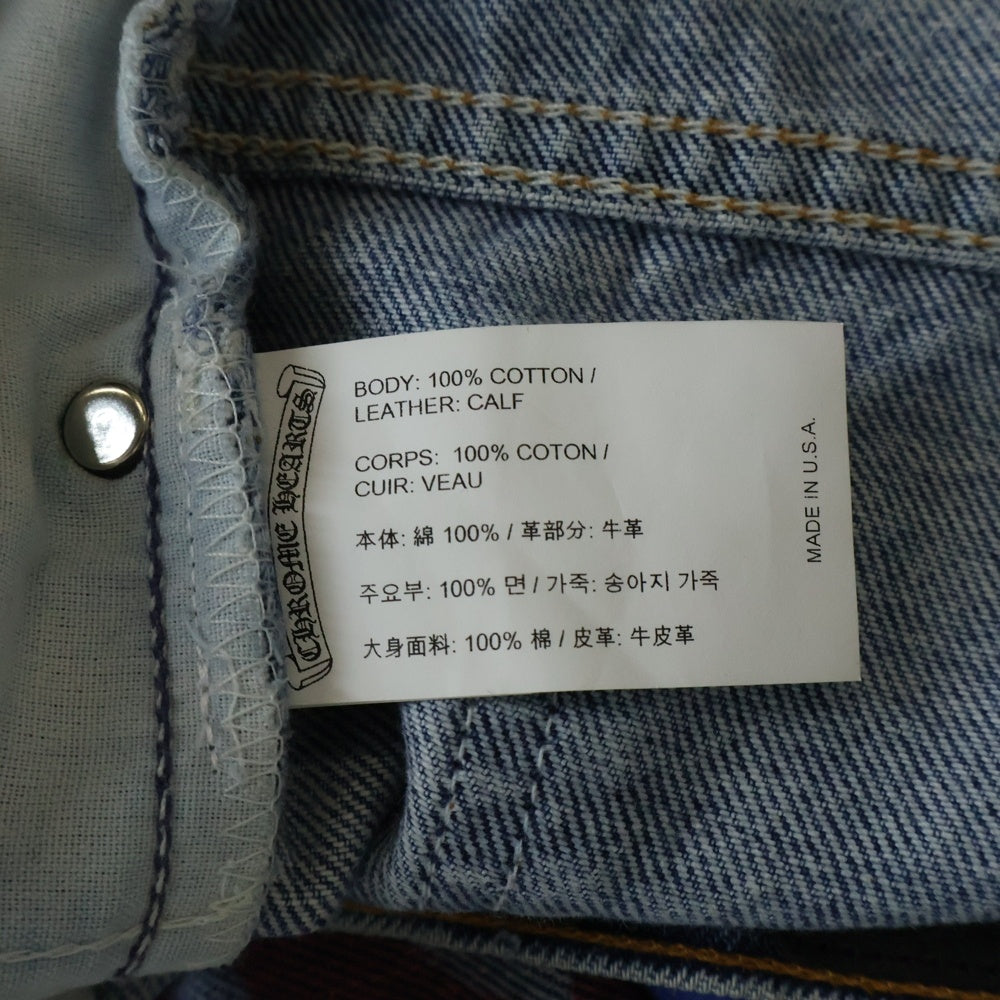 CHROME HEARTS
BODY: 100% COTTON /
LEATHER: CALF
CORPS: 100% COTON /
CUIR: VEAU
本体: 綿 100% / 革部分: 牛革
주요부: 100% 면 / 가죽: 송아지 가죽
大身面料: 100% 棉 / 皮革: 牛皮革
MADE iN U.S.A.